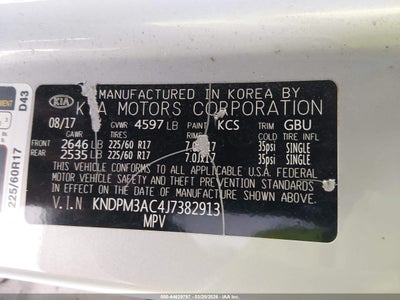 MANUFACTURED IN KOREA BY
KIA KIA MOTORS CORPORATION
08/17 GVWR 4597 LB PAINT KCS TRIM GBU
GAWR TIRES RIMS COLD TIRE INFL
FRONT 2646 LB 225/60 R17 7.0JX17 35psi SINGLE
REAR 2535 LB 225/60 R17 7.0JX17 35psi SINGLE
THIS VEHICLE CONFORMS TO ALL APPLICABLE U.S.A FEDERAL
MOTOR VEHICLE SAFETY AND THEFT PREVENTION STANDARDS IN
EFFECT ON THE DATE OF MANUFACTURE SHOWN ABOVE.
V.I.N KNDPM3AC4J7382913
MPV
D43
225/60R17